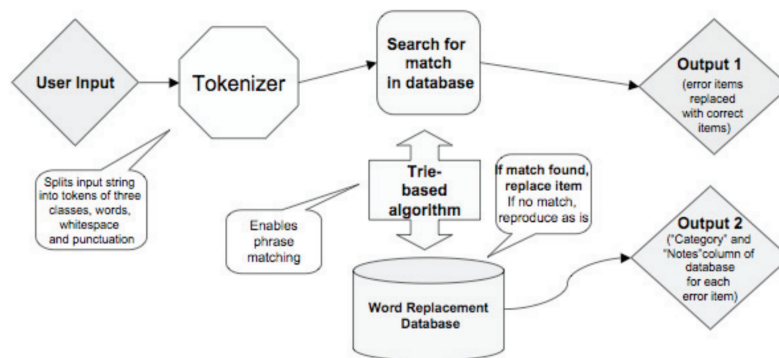 User Input
Tokenizer
Search for
match
in database
Output 1
(error items
replaced
with correct
items)
Splits input string
into tokens of three
classes, words,
whitespace
and punctuation
Trie-
based
algorithm
Enables
phrase
matching
If match found,
replace item
If no match,
reproduce as is
Word Replacement
Database
Output 2
("Category" and
"Notes"column of
database
for each
error item)